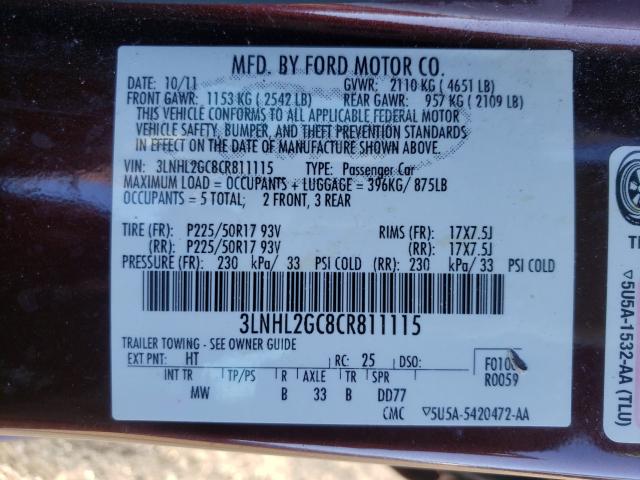 MFD. BY FORD MOTOR CO.
DATE: 10/11 GVWR: 2110 KG ( 4651 LB)
FRONT GAWR: 1153 KG ( 2542 LB) REAR GAWR: 957 KG ( 2109 LB)
THIS VEHICLE CONFORMS TO ALL APPLICABLE FEDERAL MOTOR
VEHICLE SAFETY, BUMPER, AND THEFT PREVENTION STANDARDS
IN EFFECT ON THE DATE OF MANUFACTURE SHOWN ABOVE.
VIN: 3LNHL2GC8CR811115 TYPE: Passenger Car
MAXIMUM LOAD = OCCUPANTS + LUGGAGE = 396KG/ 875LB
OCCUPANTS = 5 TOTAL, 2 FRONT, 3 REAR
TIRE (FR): P225/50R17 93V RIMS (FR): 17X7.5J
(RR): P225/50R17 93V (RR): 17X7.5J
PRESSURE (FR): 230 kPa/ 33 PSI COLD (RR): 230 kPa/ 33 PSI COLD
3LNHL2GC8CR811115
TRAILER TOWING - SEE OWNER GUIDE
EXT PNT: HT RC: 25 DSO:
INT TR TP/PS R AXLE TR SPR
MW B 33 B DD77
R0059
CMC ▽5U5A-5420472-AA
▽5U5A-1532-AA (TLU)